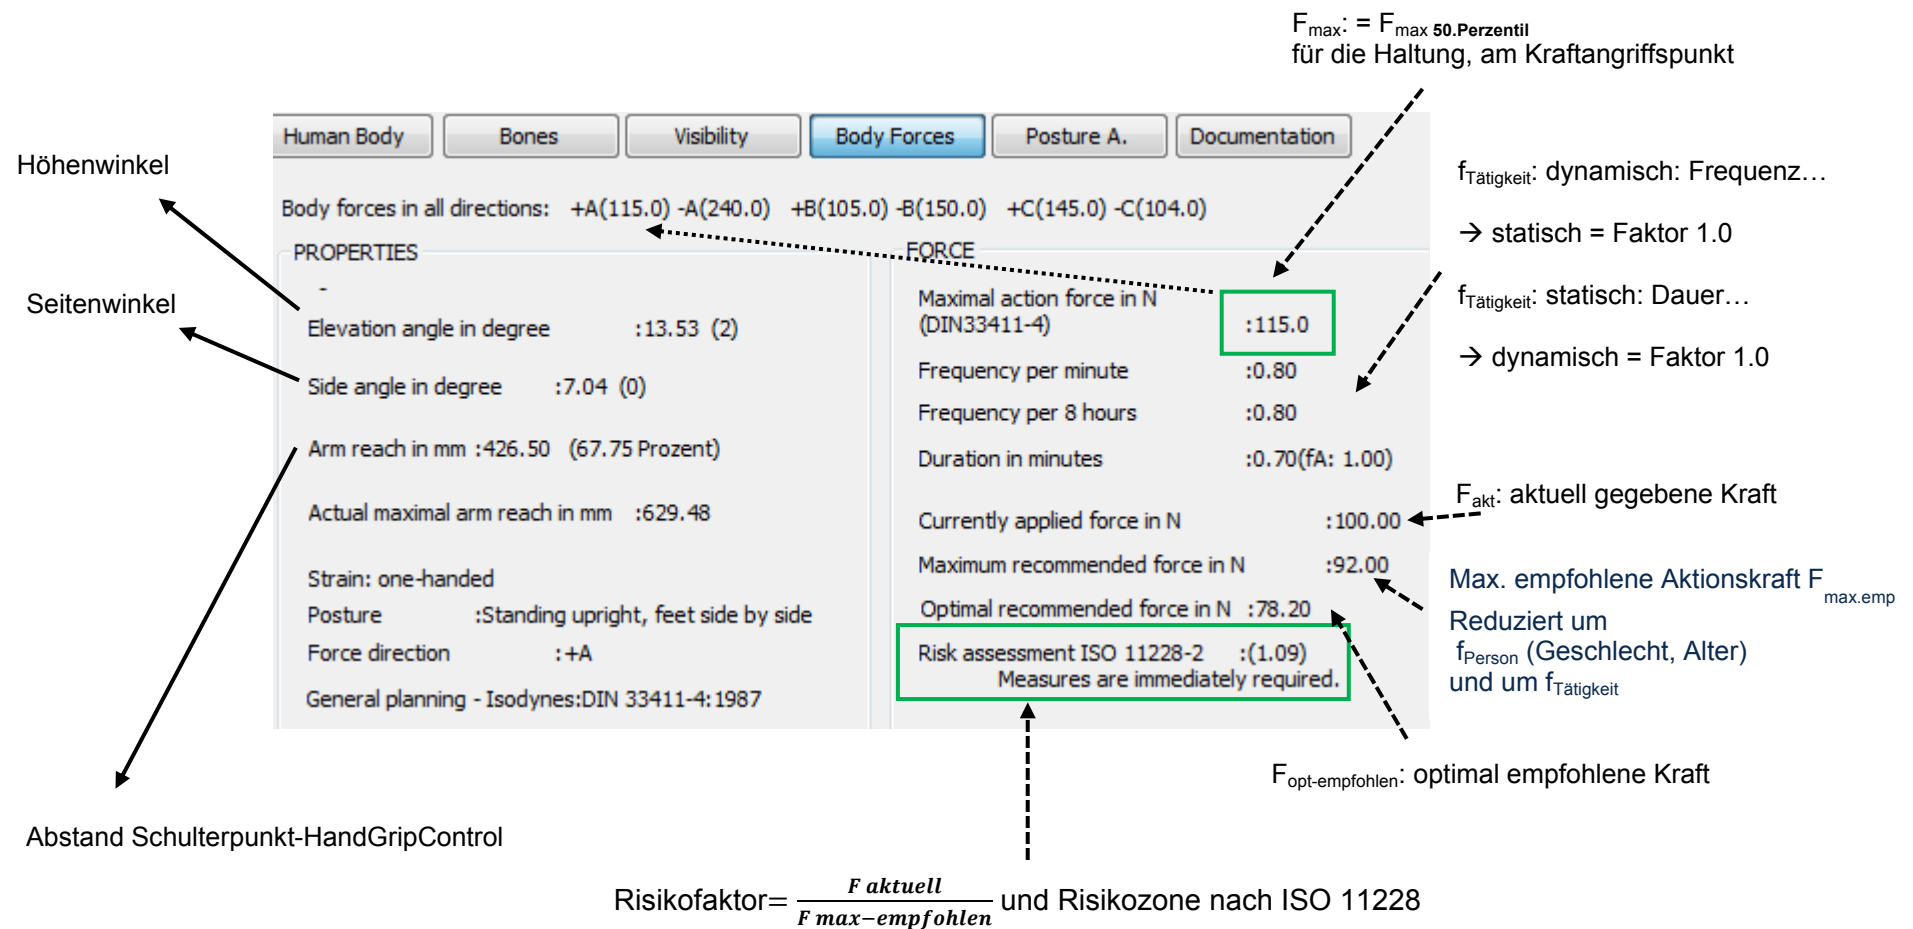 Fmax: = Fmax 50.Perzentil
für die Haltung, am Kraftangriffspunkt
Human Body
Bones
Visibility
Body Forces
Posture A.
Documentation
Höhenwinkel
Seitenwinkel
Abstand Schulterpunkt-HandGripControl
Body forces in all directions: +A(115.0) -A(240.0) +B(105.0) -B(150.0) +C(145.0) -C(104.0)
PROPERTIES
-
Elevation angle in degree :13.53 (2)
Side angle in degree :7.04 (0)
Arm reach in mm :426.50 (67.75 Prozent)
Actual maximal arm reach in mm :629.48
Strain: one-handed
Posture :Standing upright, feet side by side
Force direction :+A
General planning - Isodynes:DIN 33411-4:1987
FORCE
Maximal action force in N
(DIN33411-4) :115.0
Frequency per minute :0.80
Frequency per 8 hours :0.80
Duration in minutes :0.70(fA: 1.00)
Currently applied force in N :100.00
Maximum recommended force in N :92.00
Optimal recommended force in N :78.20
Risk assessment ISO 11228-2 :(1.09)
Measures are immediately required.
fTätigkeit: dynamisch: Frequenz…
→ statisch = Faktor 1.0
fTätigkeit: statisch: Dauer…
→ dynamisch = Faktor 1.0
Fakt: aktuell gegebene Kraft
Max. empfohlene Aktionskraft Fmax.emp
Reduziert um
fPerson (Geschlecht, Alter)
und um fTätigkeit
Fopt-empfohlen: optimal empfohlene Kraft
Risikofaktor= F aktuell / F max−empfohlen und Risikozone nach ISO 11228